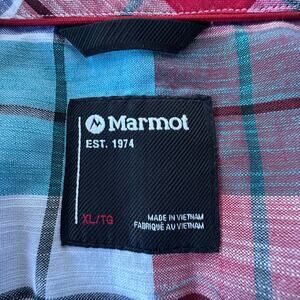 Marmot
EST. 1974
XL/TG
MADE IN VIETNAM
FABRIQUÉ AU VIETNAM